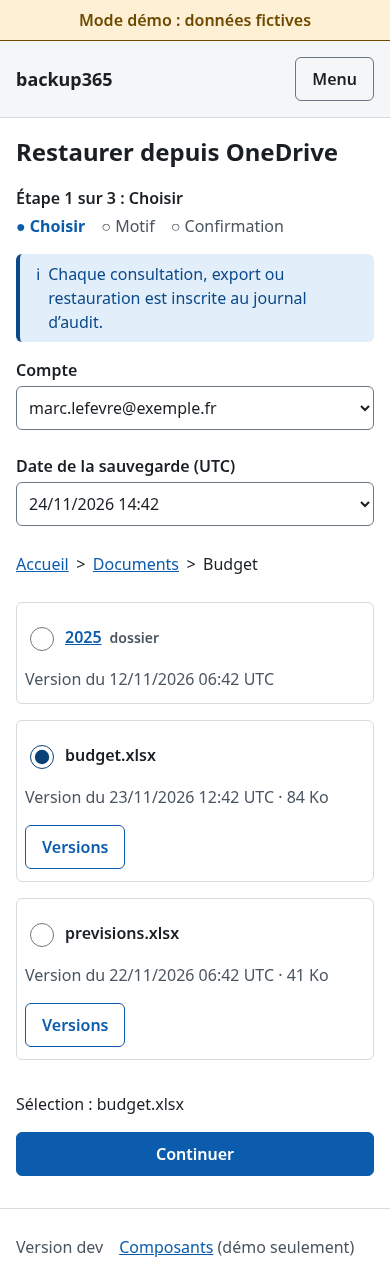 Mode démo : données fictives
backup365
Menu
Restaurer depuis OneDrive
Étape 1 sur 3 : Choisir
● Choisir ○ Motif ○ Confirmation
i Chaque consultation, export ou
restauration est inscrite au journal
d’audit.
Compte
marc.lefevre@exemple.fr
Date de la sauvegarde (UTC)
24/11/2026 14:42
Accueil > Documents > Budget
2025 dossier
Version du 12/11/2026 06:42 UTC
budget.xlsx
Version du 23/11/2026 12:42 UTC · 84 Ko
Versions
previsions.xlsx
Version du 22/11/2026 06:42 UTC · 41 Ko
Versions
Sélection : budget.xlsx
Continuer
Version dev Composants (démo seulement)